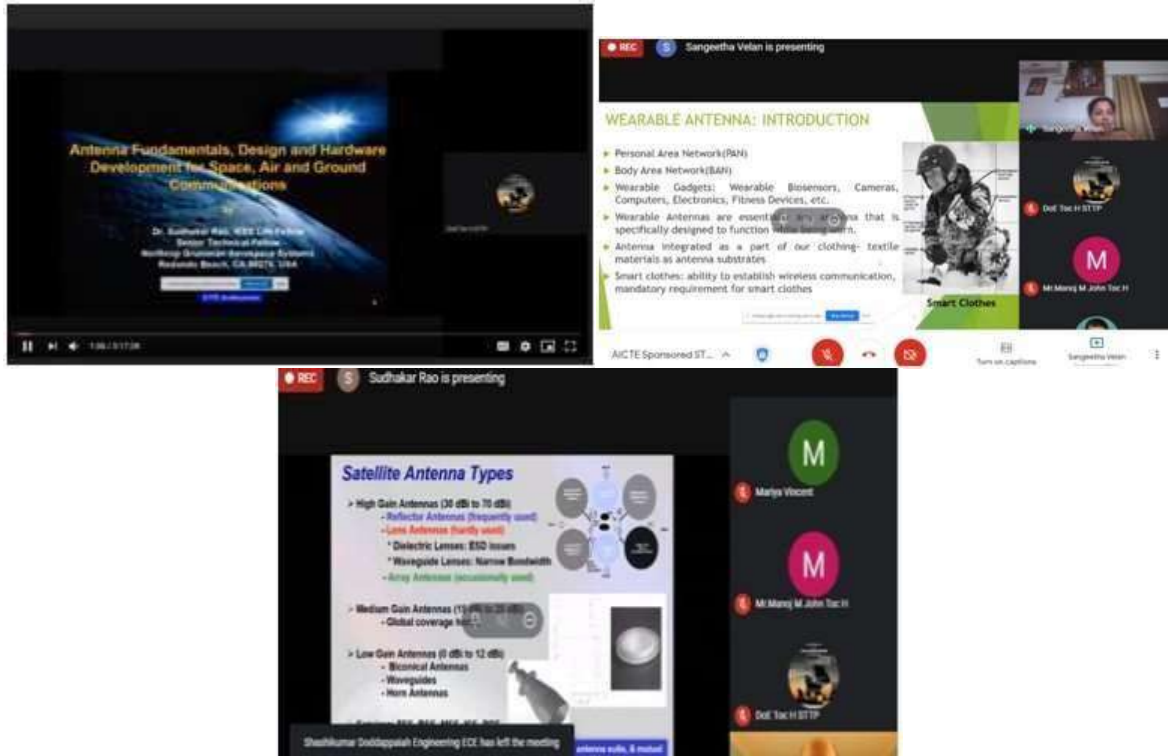 Antenna Fundamentals, Design and Hardware
Development for Space, Air and Ground
Communications
by
Dr. Sudhakar Rao, IEEE Life Fellow
Senior Technical Fellow
Northrop Grumman Aerospace Systems
Redondo Beach, CA 90278, USA
REC
S
Sangeetha Velan is presenting
WEARABLE ANTENNA: INTRODUCTION
Personal Area Network(PAN)
Body Area Network(BAN)
Wearable Gadgets: Wearable Biosensors, Cameras,
Computers, Electronics, Fitness Devices, etc.
Wearable Antennas are that is
specifically designed to function while being worn.
Antenna integrated as a part of our clothing- textile
materials as antenna substrates
Smart clothes: ability to establish wireless communication,
mandatory requirement for smart clothes
Smart Clothes
Sangeetha Velan
DoE Toc H STTP
M
Mr.Manoj M John Toc H
AICTE Sponsored ST...
Turn on captions
Sangeetha Velan
REC
S
Sudhakar Rao is presenting
Satellite Antenna Types
> High Gain Antennas (30 dBi to 70 dBi)
- Reflector Antennas (frequently used)
- Lens Antennas (hardly used)
* Dielectric Lenses: ESD issues
* Waveguide Lenses: Narrow Bandwidth
- Array Antennas (occasionally used)
> Medium Gain Antennas
- Global coverage
> Low Gain Antennas (0 dBi to 12 dBi)
- Biconical Antennas
- Waveguides
- Horn Antennas
antenna suite, & mutual
Shashikumar Doddappaiah Engineering ECE has left the meeting
M
Mariya Vincent
M
Mr.Manoj M John Toc H
DoE Toc H STTP